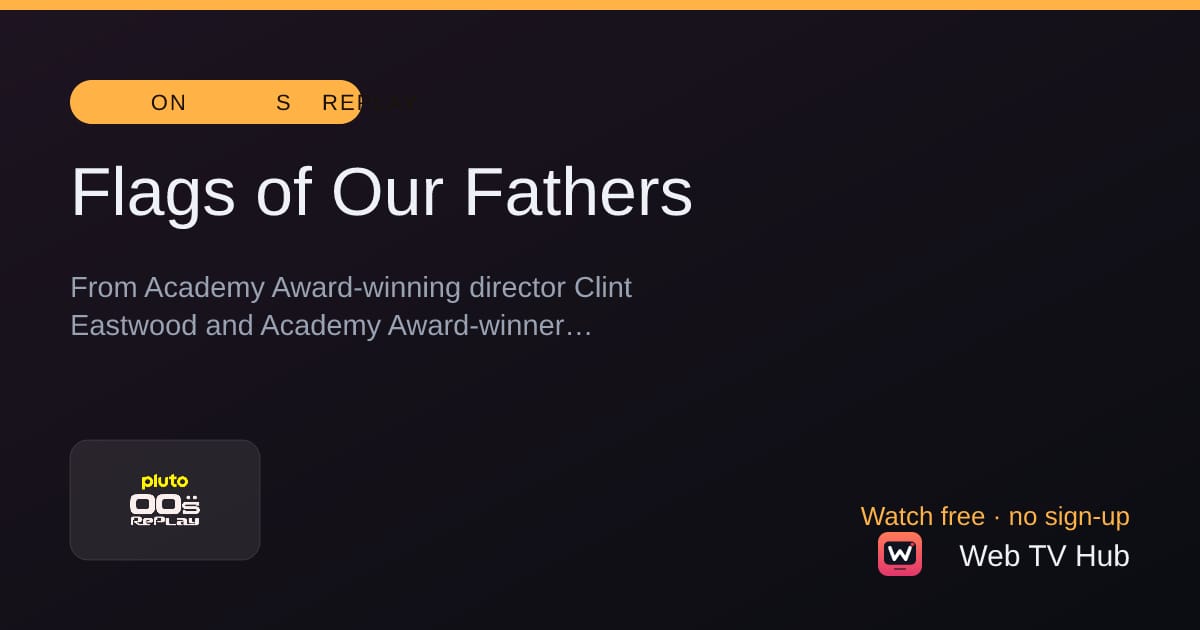 ON S REPLAY
Flags of Our Fathers
From Academy Award-winning director Clint
Eastwood and Academy Award-winner…
pluto
00s
RePLay
Watch free · no sign-up
W
Web TV Hub